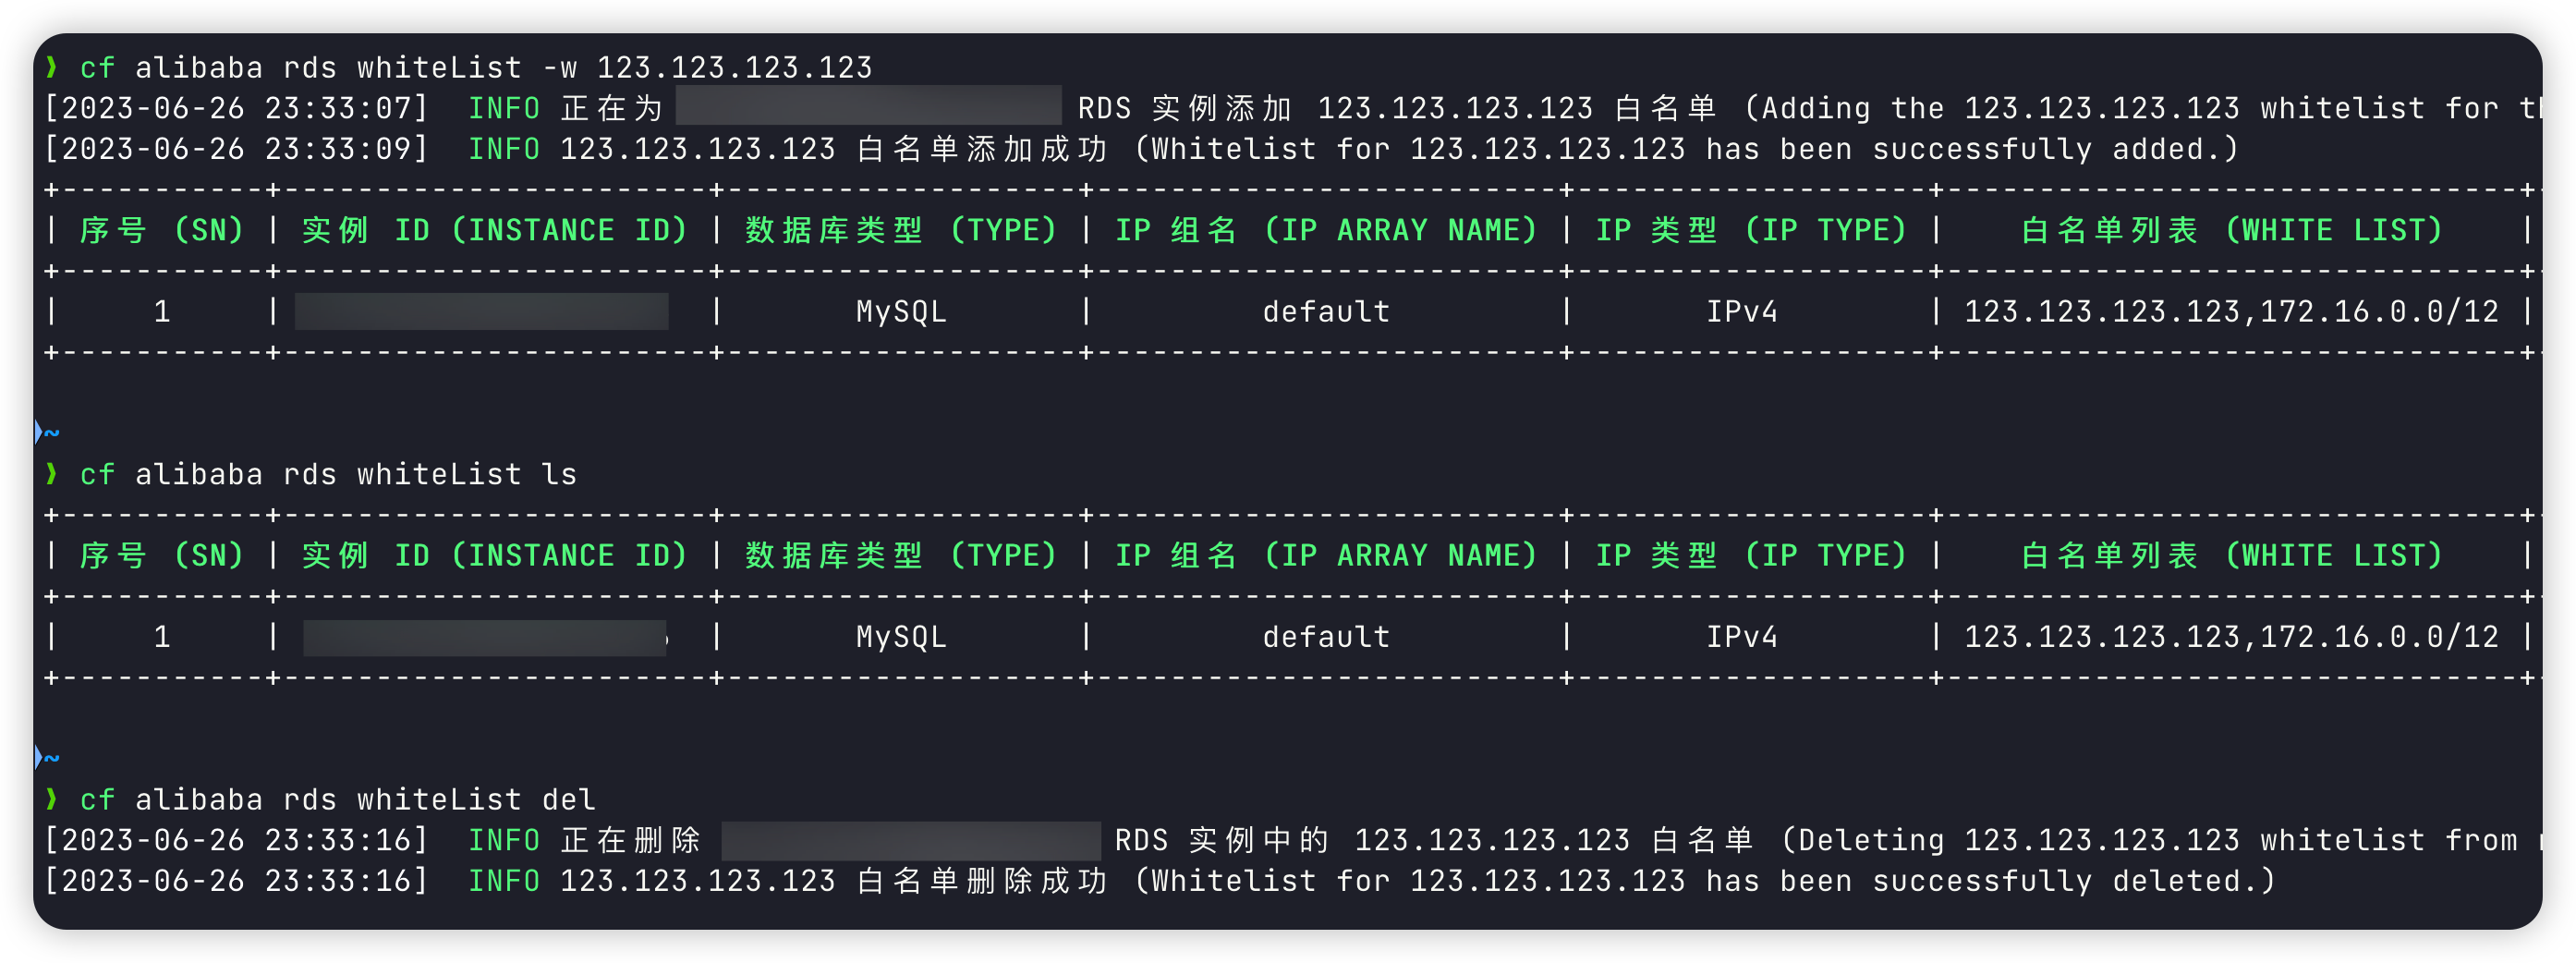 ❯ cf alibaba rds whiteList -w 123.123.123.123
[2023-06-26 23:33:07]  INFO 正在为 RDS 实例添加 123.123.123.123 白名单 (Adding the 123.123.123.123 whitelist for
[2023-06-26 23:33:09]  INFO 123.123.123.123 白名单添加成功 (Whitelist for 123.123.123.123 has been successfully added.)
| 序号 (SN) | 实例 ID (INSTANCE ID) | 数据库类型 (TYPE) | IP 组名 (IP ARRAY NAME) | IP 类型 (IP TYPE) | 白名单列表 (WHITE LIST) |
| 1 | | MySQL | default | IPv4 | 123.123.123.123,172.16.0.0/12 |
~
❯ cf alibaba rds whiteList ls
| 序号 (SN) | 实例 ID (INSTANCE ID) | 数据库类型 (TYPE) | IP 组名 (IP ARRAY NAME) | IP 类型 (IP TYPE) | 白名单列表 (WHITE LIST) |
| 1 | | MySQL | default | IPv4 | 123.123.123.123,172.16.0.0/12 |
~
❯ cf alibaba rds whiteList del
[2023-06-26 23:33:16]  INFO 正在删除 RDS 实例中的 123.123.123.123 白名单 (Deleting 123.123.123.123 whitelist from
[2023-06-26 23:33:16]  INFO 123.123.123.123 白名单删除成功 (Whitelist for 123.123.123.123 has been successfully deleted.)